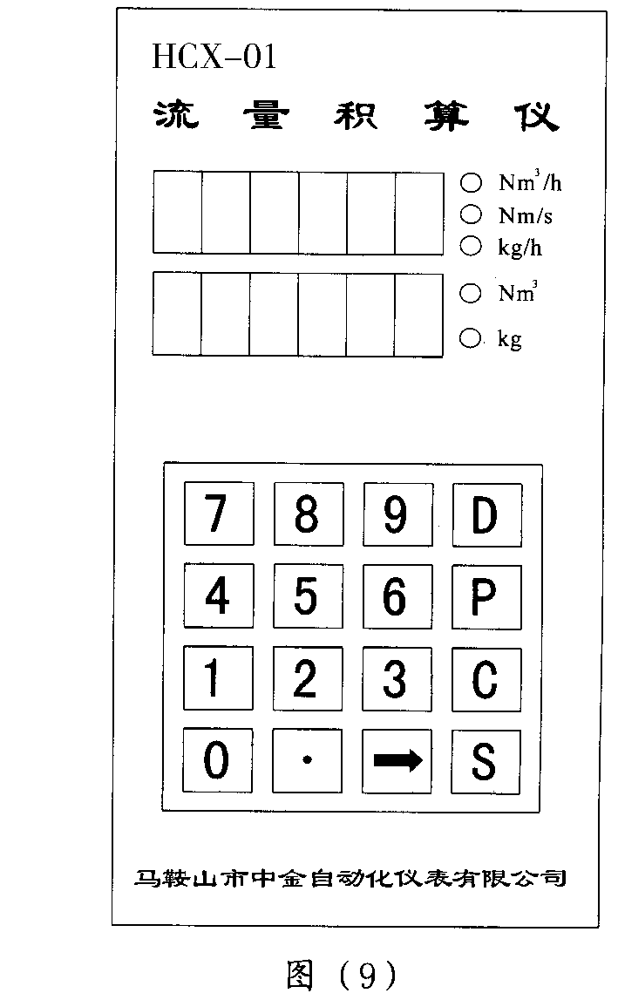 HCX-01
流量积算仪
Nm³/h
Nm/s
kg/h
Nm³
kg
7 8 9 D
4 5 6 P
1 2 3 C
0 · ➡ S
马鞍山市中金自动化仪表有限公司
图(9)